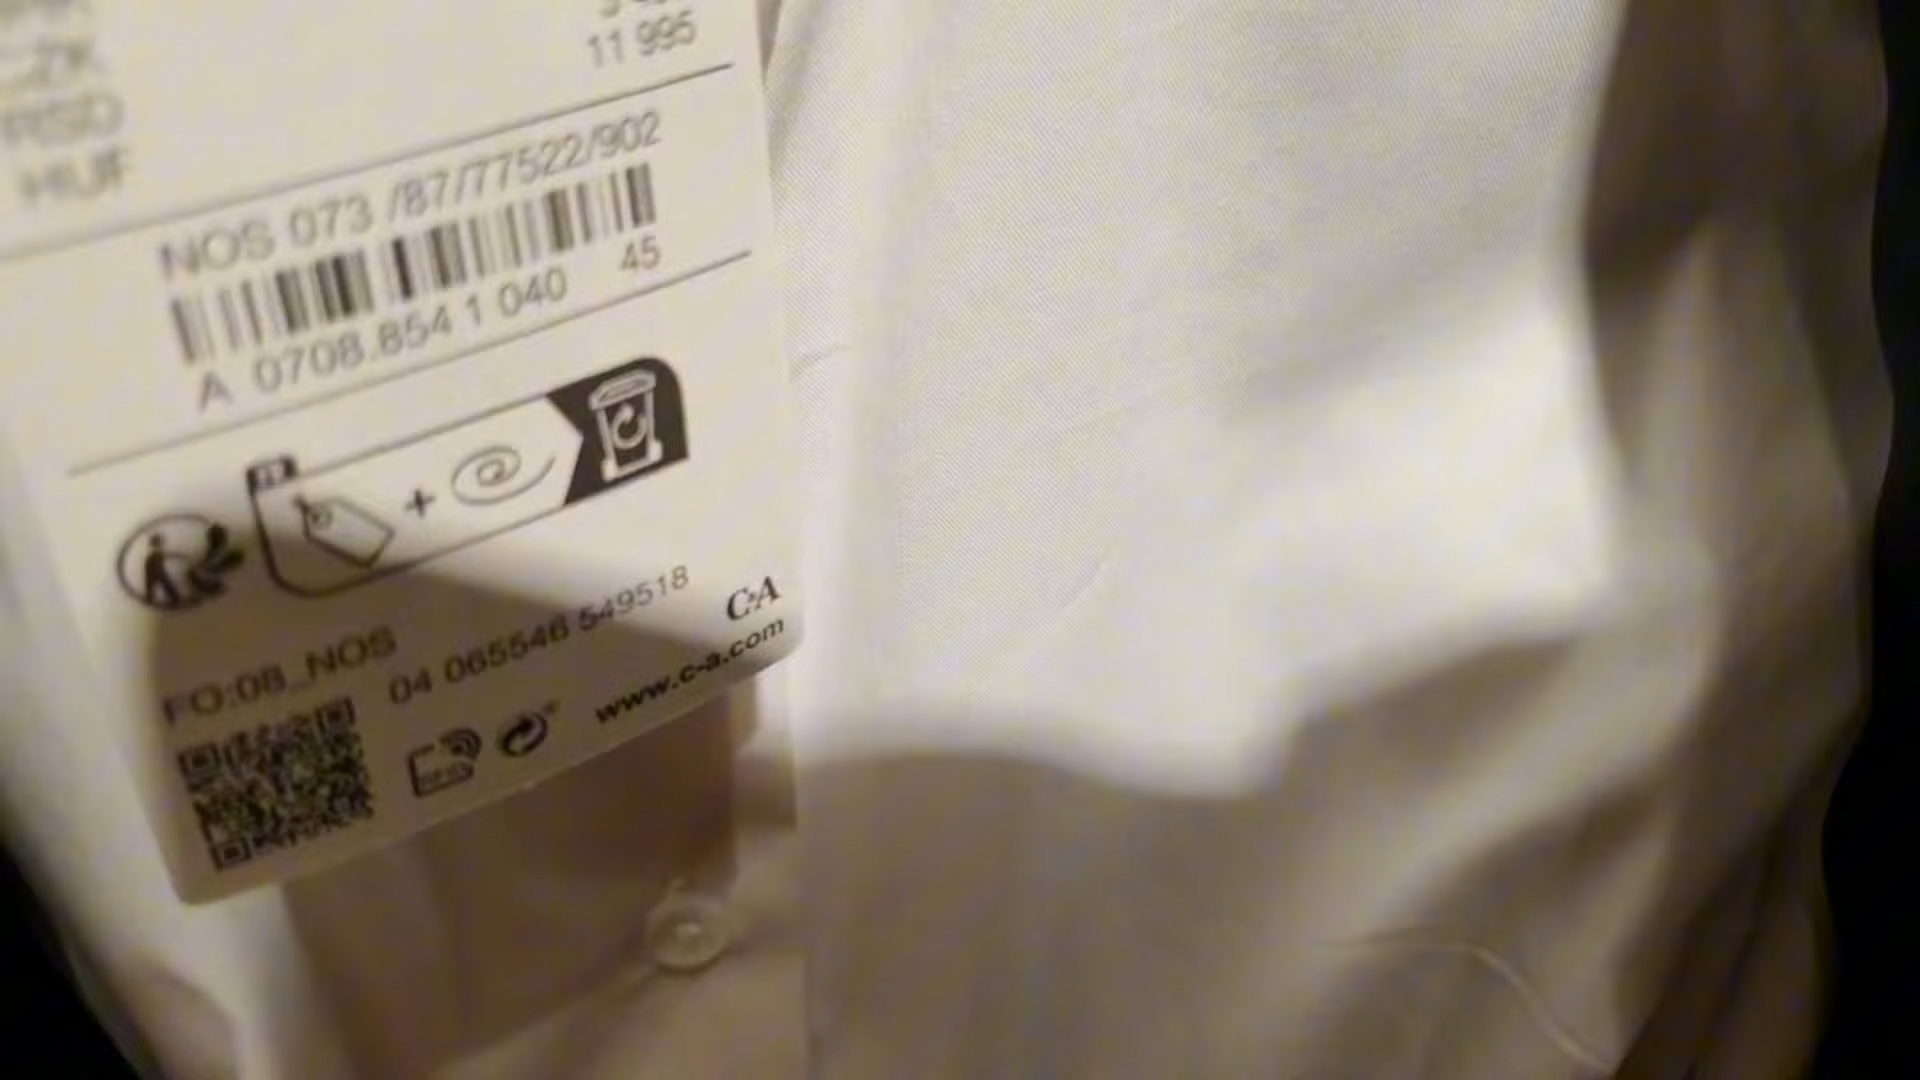 RSD
HUF
11 995
NOS 073 /87/77522/902
A 0708.854 1 040 45
+
FO:08_NOS
04 065546 549518
C&A
www.c-a.com